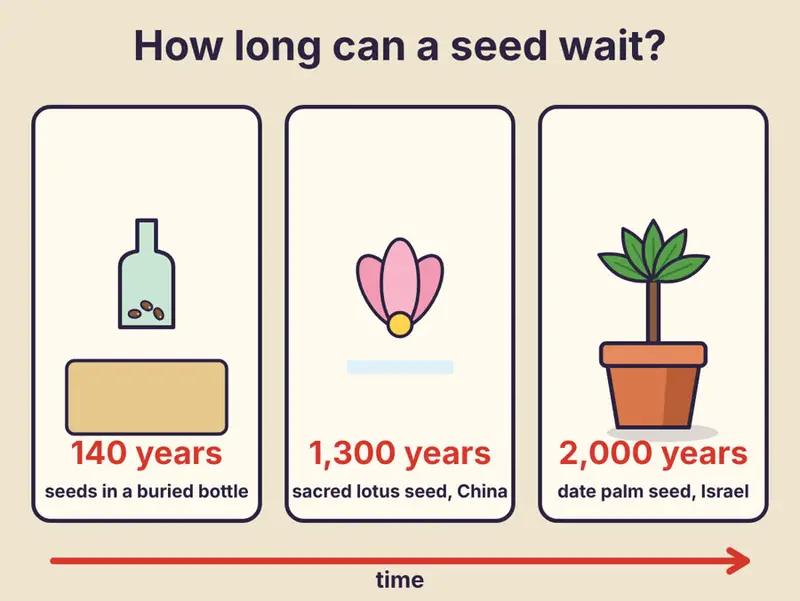 How long can a seed wait?
140 years
seeds in a buried bottle
1,300 years
sacred lotus seed, China
2,000 years
date palm seed, Israel
time